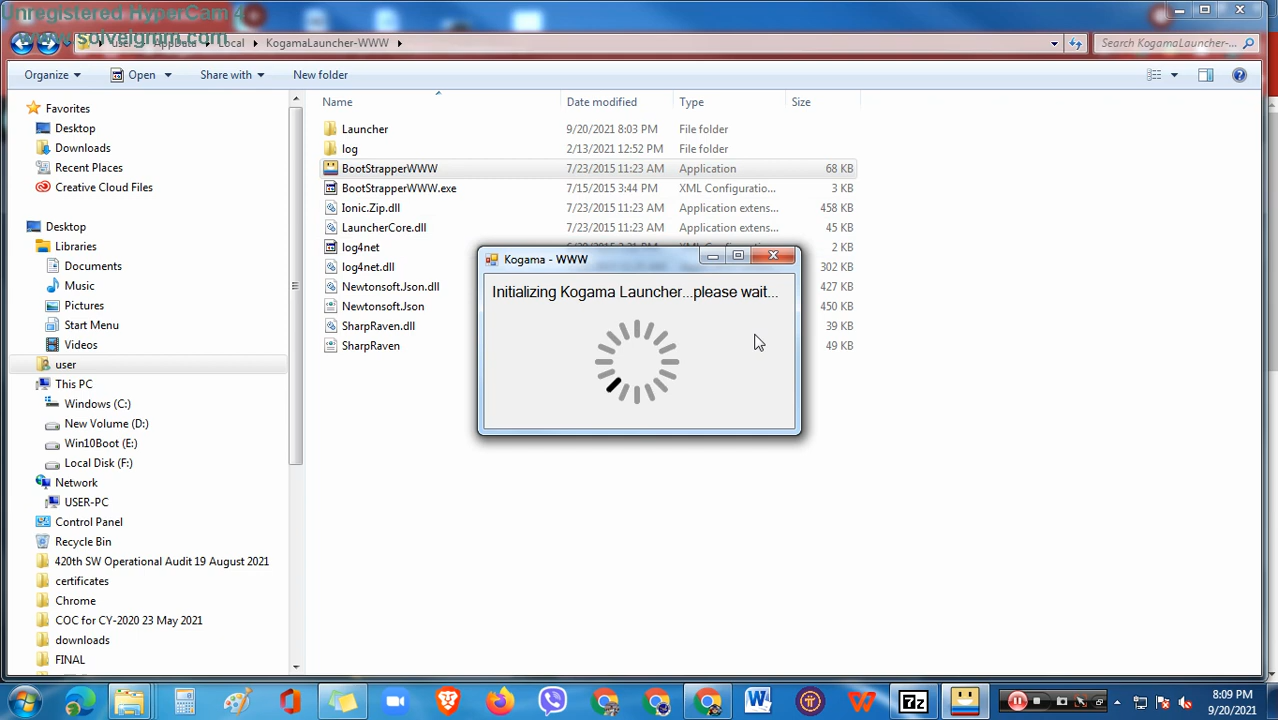 Unregistered HyperCam 4
www.solveigmm.com
user
AppData
Local
KogamaLauncher-WWW
Search KogamaLauncher-...
Organize
Open
Share with
New folder
Favorites
Desktop
Downloads
Recent Places
Creative Cloud Files
Desktop
Libraries
Documents
Music
Pictures
Start Menu
Videos
user
This PC
Windows (C:)
New Volume (D:)
Win10Boot (E:)
Local Disk (F:)
Network
USER-PC
Control Panel
Recycle Bin
420th SW Operational Audit 19 August 2021
certificates
Chrome
COC for CY-2020 23 May 2021
downloads
FINAL
Name Date modified Type Size
Launcher 9/20/2021 8:03 PM File folder
log 2/13/2021 12:52 PM File folder
BootStrapperWWW 7/23/2015 11:23 AM Application 68 KB
BootStrapperWWW.exe 7/15/2015 3:44 PM XML Configuratio... 3 KB
Ionic.Zip.dll 7/23/2015 11:23 AM Application extens... 458 KB
LauncherCore.dll 7/23/2015 11:23 AM Application extens... 45 KB
log4net 2 KB
log4net.dll 302 KB
Newtonsoft.Json.dll 427 KB
Newtonsoft.Json 450 KB
SharpRaven.dll 39 KB
SharpRaven 49 KB
Kogama - WWW
Initializing Kogama Launcher...please wait...
7z
8:09 PM
9/20/2021